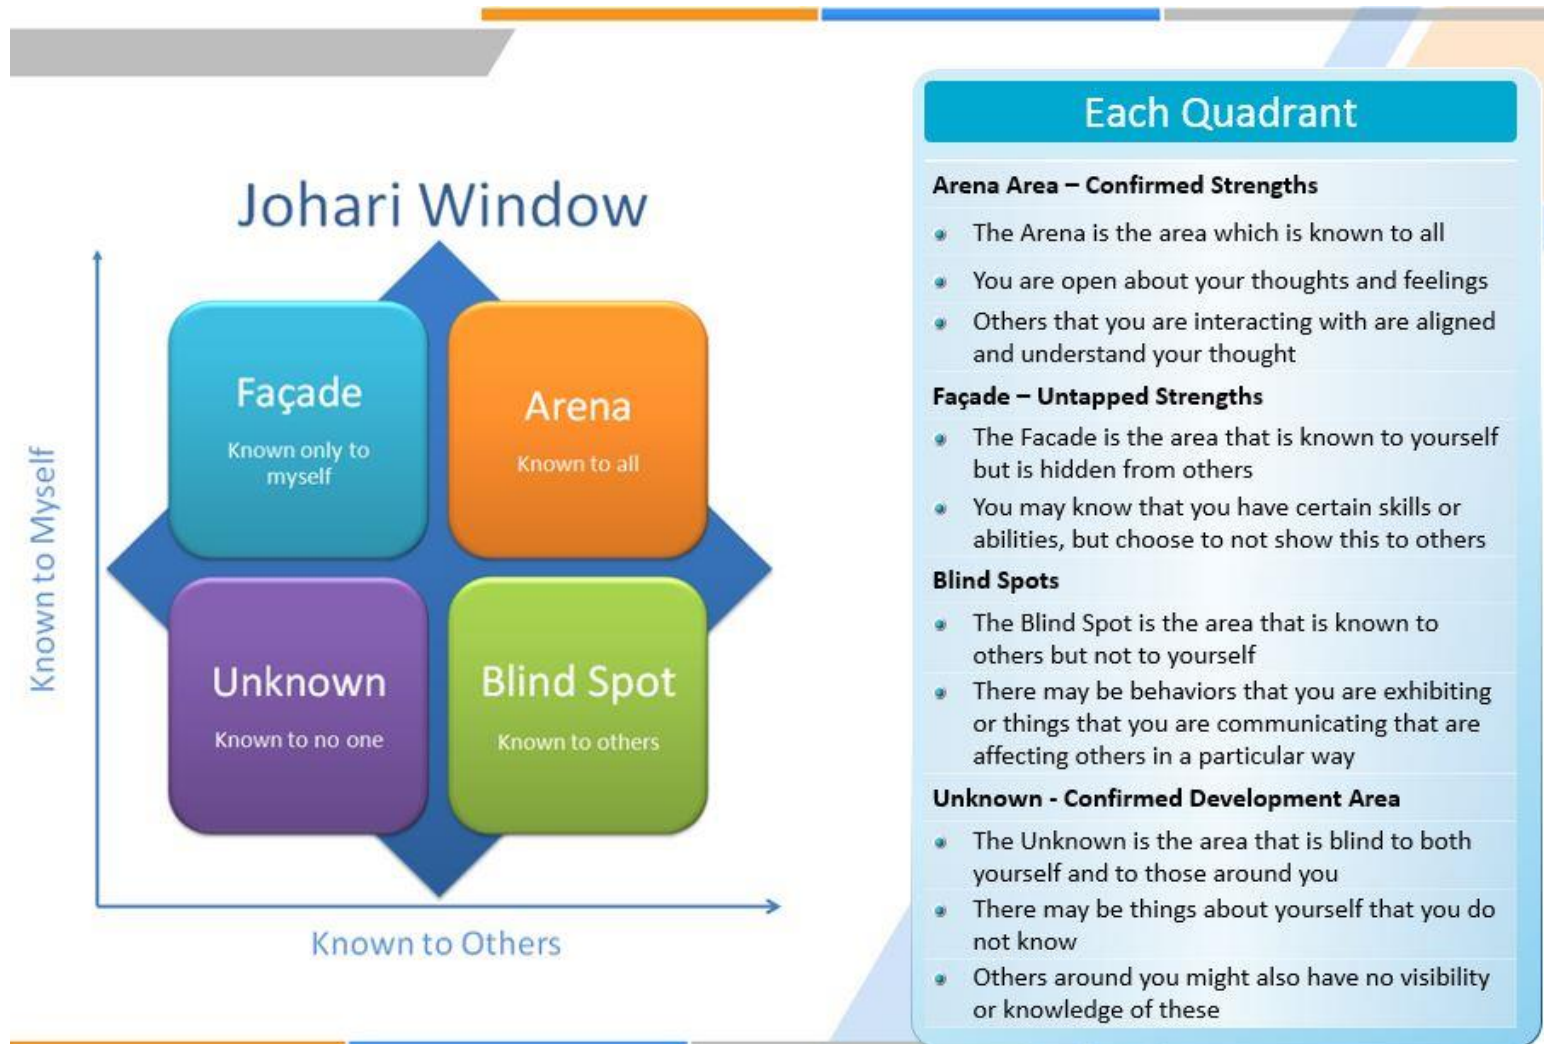 Johari Window
Known to Myself
Façade
Known only to
myself
Arena
Known to all
Unknown
Known to no one
Blind Spot
Known to others
Known to Others
Each Quadrant
Arena Area – Confirmed Strengths
The Arena is the area which is known to all
You are open about your thoughts and feelings
Others that you are interacting with are aligned
and understand your thought
Façade – Untapped Strengths
The Facade is the area that is known to yourself
but is hidden from others
You may know that you have certain skills or
abilities, but choose to not show this to others
Blind Spots
The Blind Spot is the area that is known to
others but not to yourself
There may be behaviors that you are exhibiting
or things that you are communicating that are
affecting others in a particular way
Unknown - Confirmed Development Area
The Unknown is the area that is blind to both
yourself and to those around you
There may be things about yourself that you do
not know
Others around you might also have no visibility
or knowledge of these